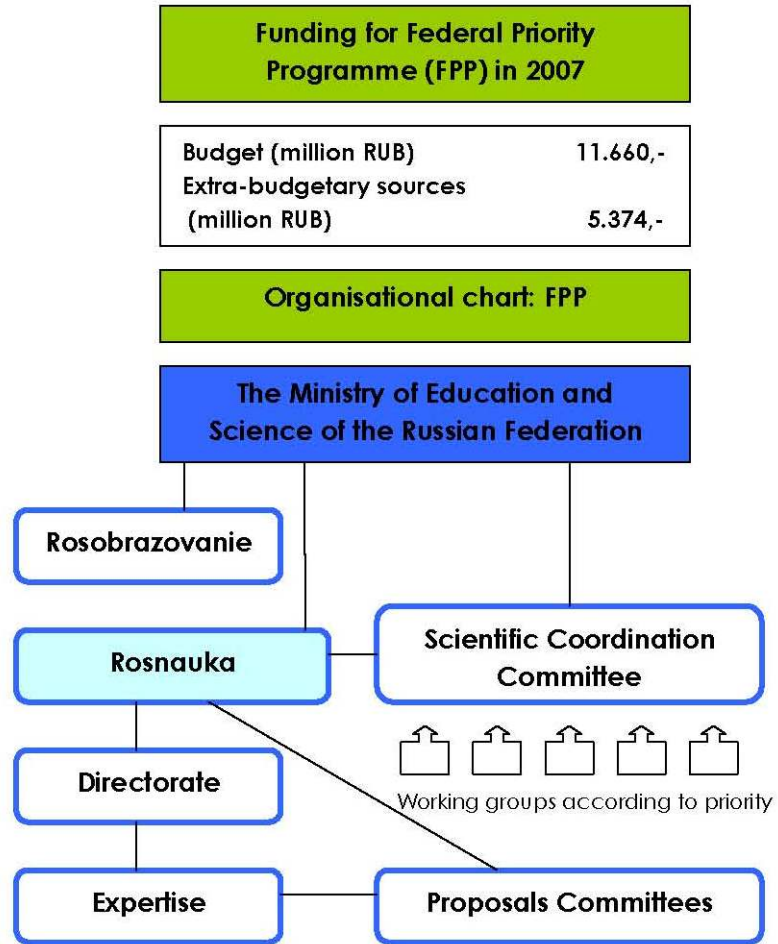 Funding for Federal Priority
Programme (FPP) in 2007
Budget (million RUB) 11.660,-
Extra-budgetary sources
(million RUB) 5.374,-
Organisational chart: FPP
The Ministry of Education and
Science of the Russian Federation
Rosobrazovanie
Rosnauka
Scientific Coordination
Committee
Directorate
Working groups according to priority
Expertise
Proposals Committees